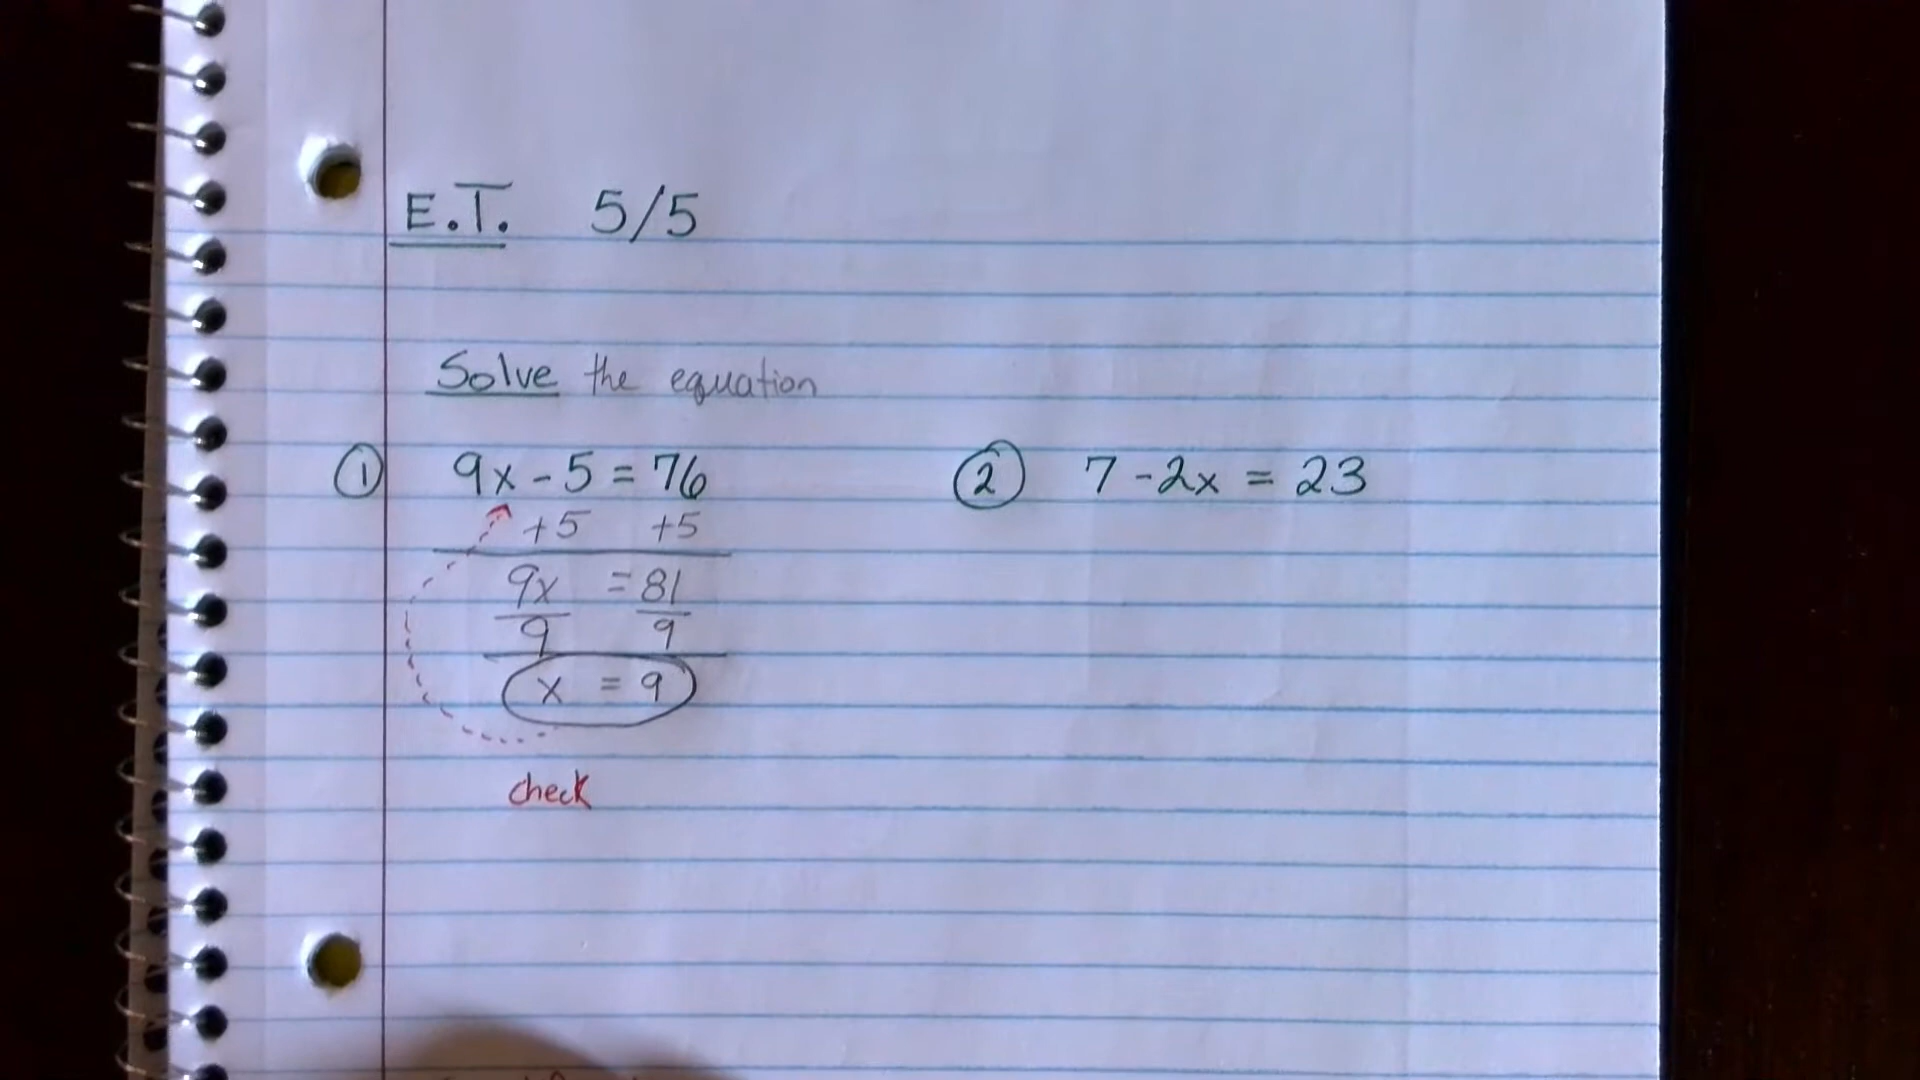 E.T. 5/5
Solve the equation
① 9x - 5 = 76
+5 +5
9x = 81
9 9
x = 9
check
② 7 - 2x = 23